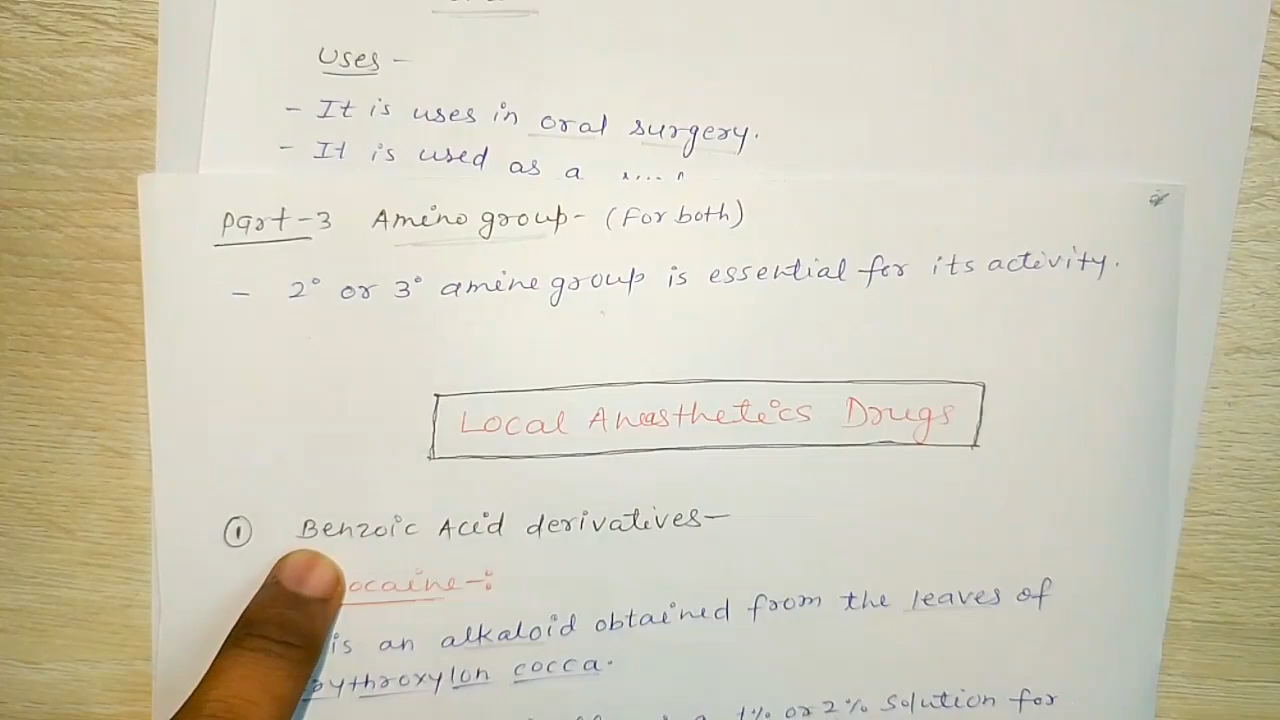 Uses -
- It is uses in oral surgery.
- It is used as a
Part-3 Amino group- (For both)
- 2° or 3° amine group is essential for its activity.
Local Anesthetics Drugs
① Benzoic Acid derivatives-
ocaine-:
is an alkaloid obtained from the leaves of
ythroxylon cocca.
1% or 2% solution for